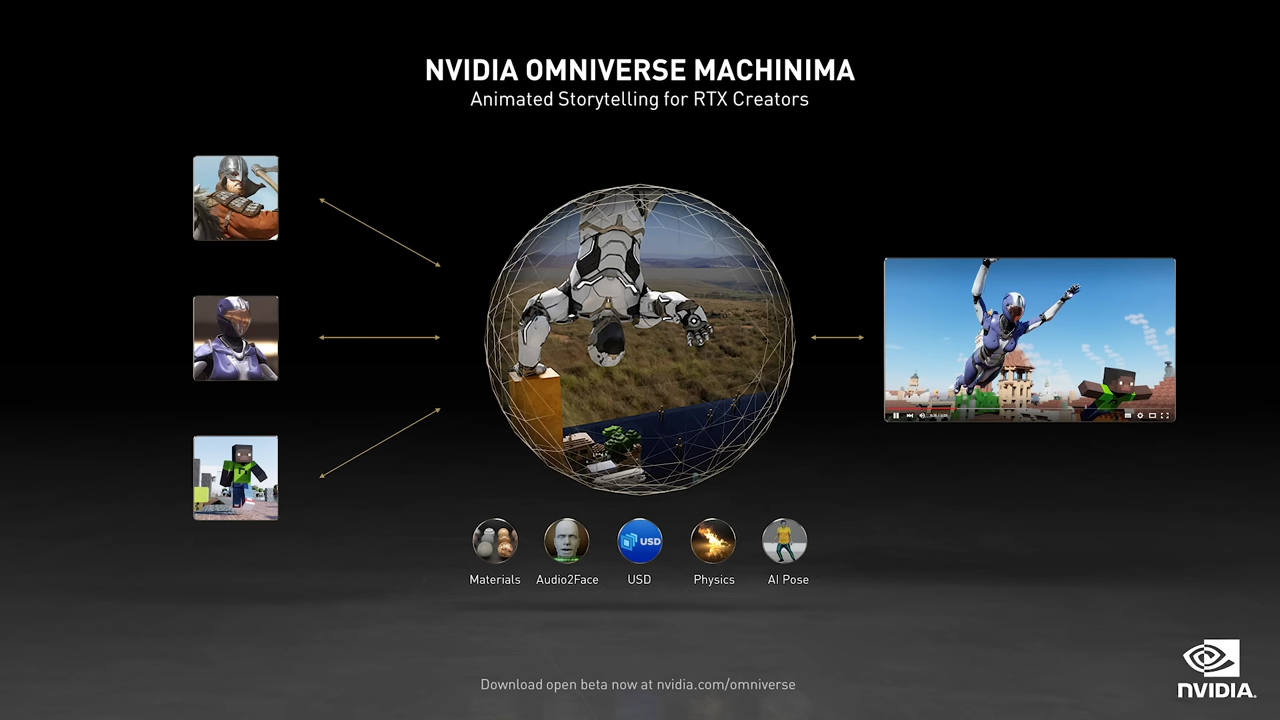 NVIDIA OMNIVERSE MACHINIMA
Animated Storytelling for RTX Creators
USD
Materials
Audio2Face
USD
Physics
AI Pose
Download open beta now at nvidia.com/omniverse
NVIDIA.